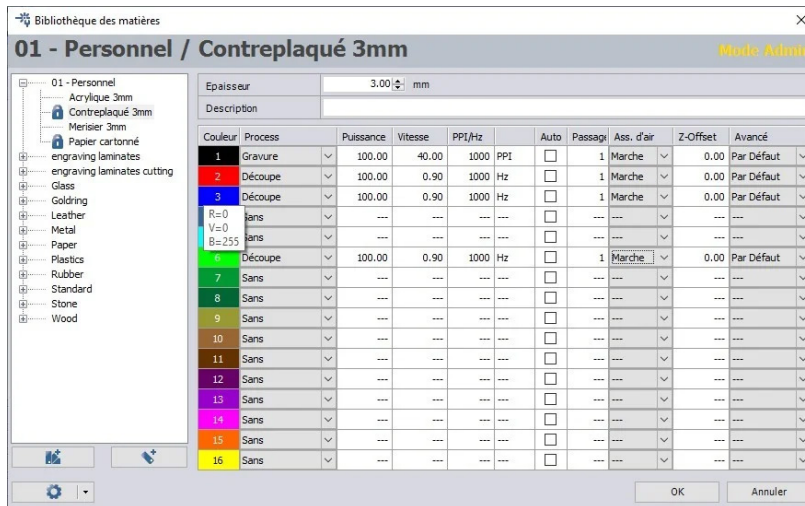 Bibliothèque des matières
01 - Personnel / Contreplaqué 3mm
Mode Admin
01 - Personnel
Acrylique 3mm
Contreplaqué 3mm
Merisier 3mm
Papier cartonné
engraving laminates
engraving laminates cutting
Glass
Goldring
Leather
Metal
Paper
Plastics
Rubber
Standard
Stone
Wood
Epaisseur 3.00 mm
Description
Couleur Process Puissance Vitesse PPI/Hz Auto Passage Ass. d'air Z-Offset Avancé
1 Gravure 100.00 40.00 1000 PPI 1 Marche 0.00 Par Défaut
2 Découpe 100.00 0.90 1000 Hz 1 Marche 0.00 Par Défaut
3 Découpe 100.00 0.90 1000 Hz 1 Marche 0.00 Par Défaut
Sans --- --- --- --- --- --- --- ---
Sans --- --- --- --- --- --- --- ---
R=0
V=0
B=255
6 Découpe 100.00 0.90 1000 Hz 1 Marche 0.00 Par Défaut
7 Sans --- --- --- --- --- --- --- ---
8 Sans --- --- --- --- --- --- --- ---
9 Sans --- --- --- --- --- --- --- ---
10 Sans --- --- --- --- --- --- --- ---
11 Sans --- --- --- --- --- --- --- ---
12 Sans --- --- --- --- --- --- --- ---
13 Sans --- --- --- --- --- --- --- ---
14 Sans --- --- --- --- --- --- --- ---
15 Sans --- --- --- --- --- --- --- ---
16 Sans --- --- --- --- --- --- --- ---
OK Annuler